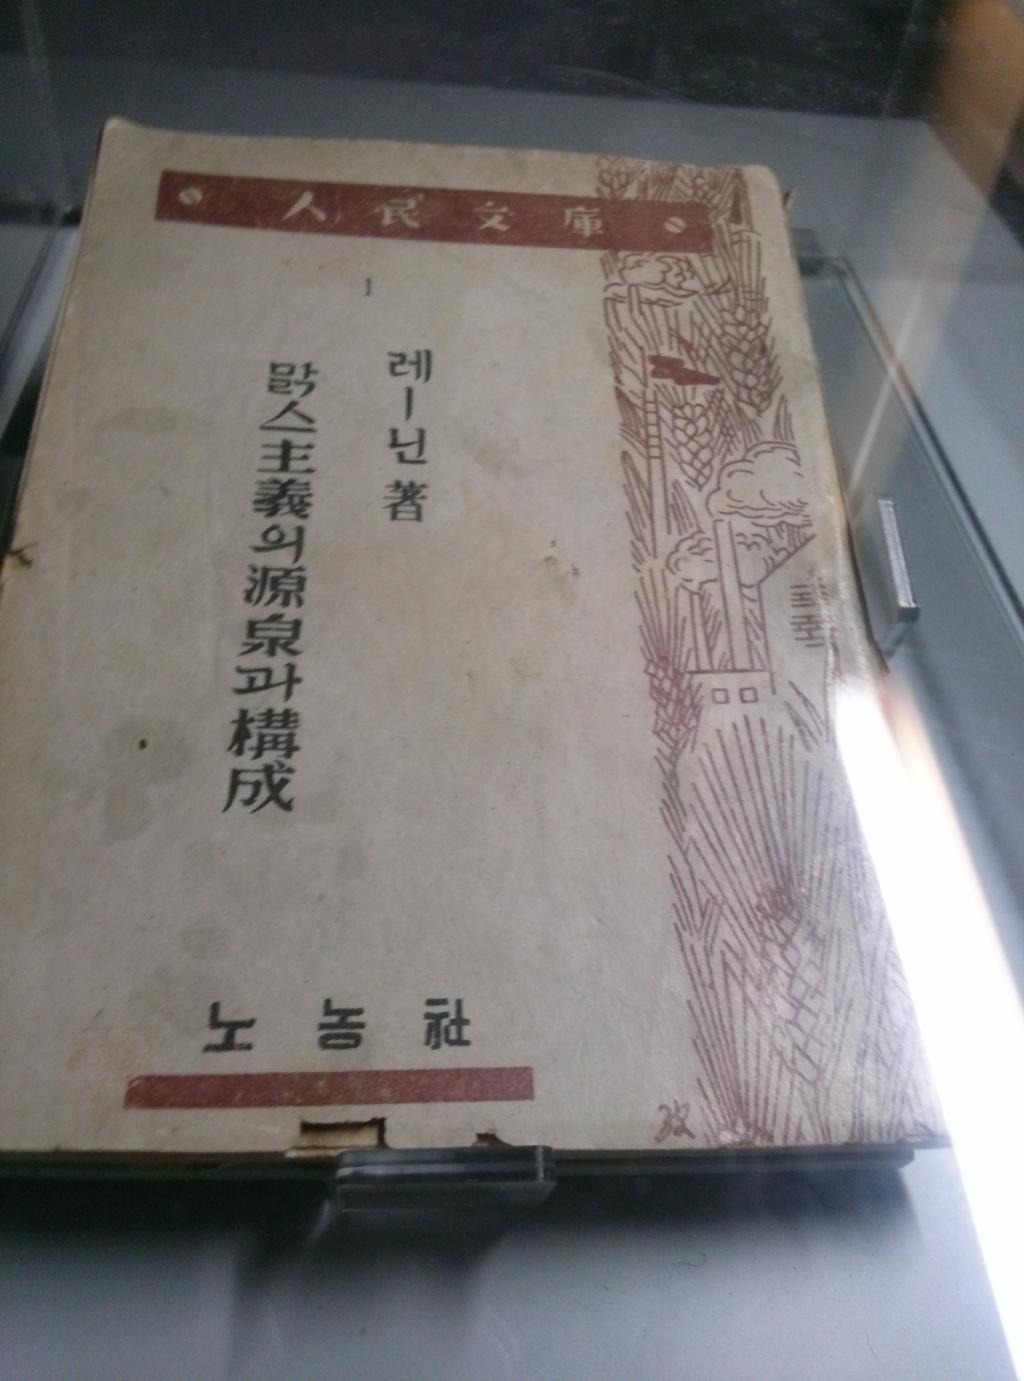 人民文庫
1
레ー닌 著
맑스主義의 源泉과 構成
노농社